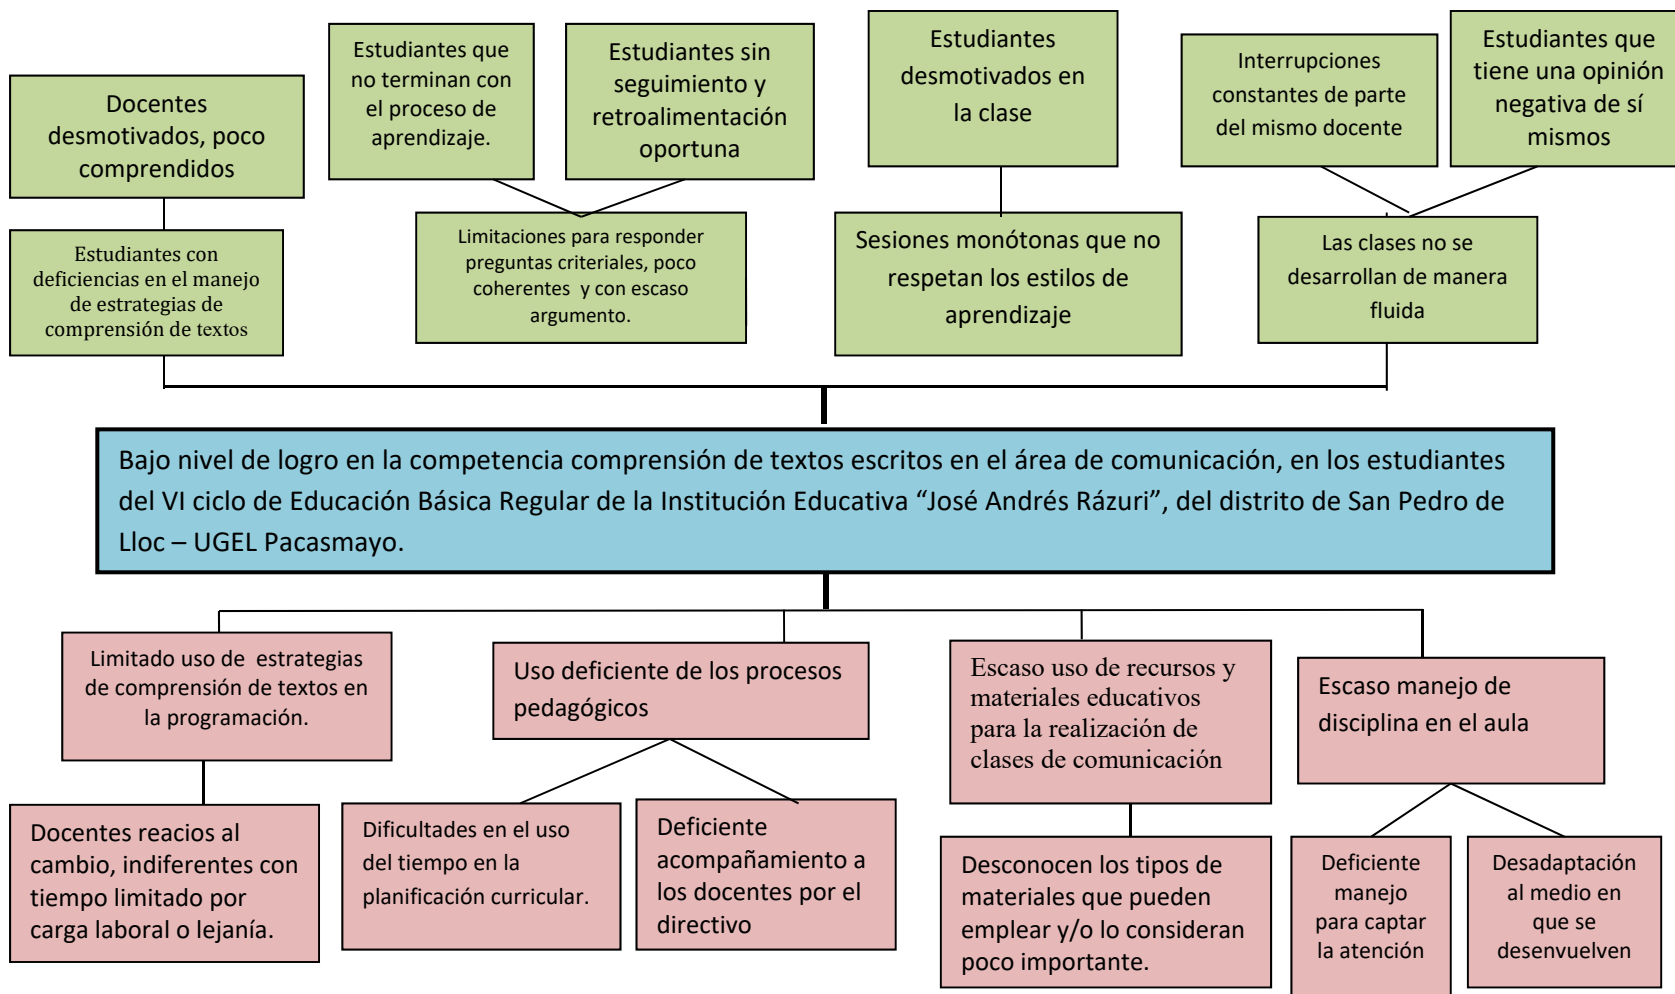 Docentes
desmotivados, poco
comprendidos
Estudiantes que
no terminan con
el proceso de
aprendizaje.
Estudiantes sin
seguimiento y
retroalimentación
oportuna
Estudiantes
desmotivados en
la clase
Interrupciones
constantes de parte
del mismo docente
Estudiantes que
tiene una opinión
negativa de sí
mismos
Estudiantes con
deficiencias en el manejo
de estrategias de
comprensión de textos
Limitaciones para responder
preguntas criteriales, poco
coherentes y con escaso
argumento.
Sesiones monótonas que no
respetan los estilos de
aprendizaje
Las clases no se
desarrollan de manera
fluida
Bajo nivel de logro en la competencia comprensión de textos escritos en el área de comunicación, en los estudiantes
del VI ciclo de Educación Básica Regular de la Institución Educativa “José Andrés Rázuri”, del distrito de San Pedro de
Lloc – UGEL Pacasmayo.
Limitado uso de estrategias
de comprensión de textos en
la programación.
Uso deficiente de los procesos
pedagógicos
Escaso uso de recursos y
materiales educativos
para la realización de
clases de comunicación
Escaso manejo de
disciplina en el aula
Docentes reacios al
cambio, indiferentes con
tiempo limitado por
carga laboral o lejanía.
Dificultades en el uso
del tiempo en la
planificación curricular.
Deficiente
acompañamiento a
los docentes por el
directivo
Desconocen los tipos de
materiales que pueden
emplear y/o lo consideran
poco importante.
Deficiente
manejo
para captar
la atención
Desadaptación
al medio en
que se
desenvuelven